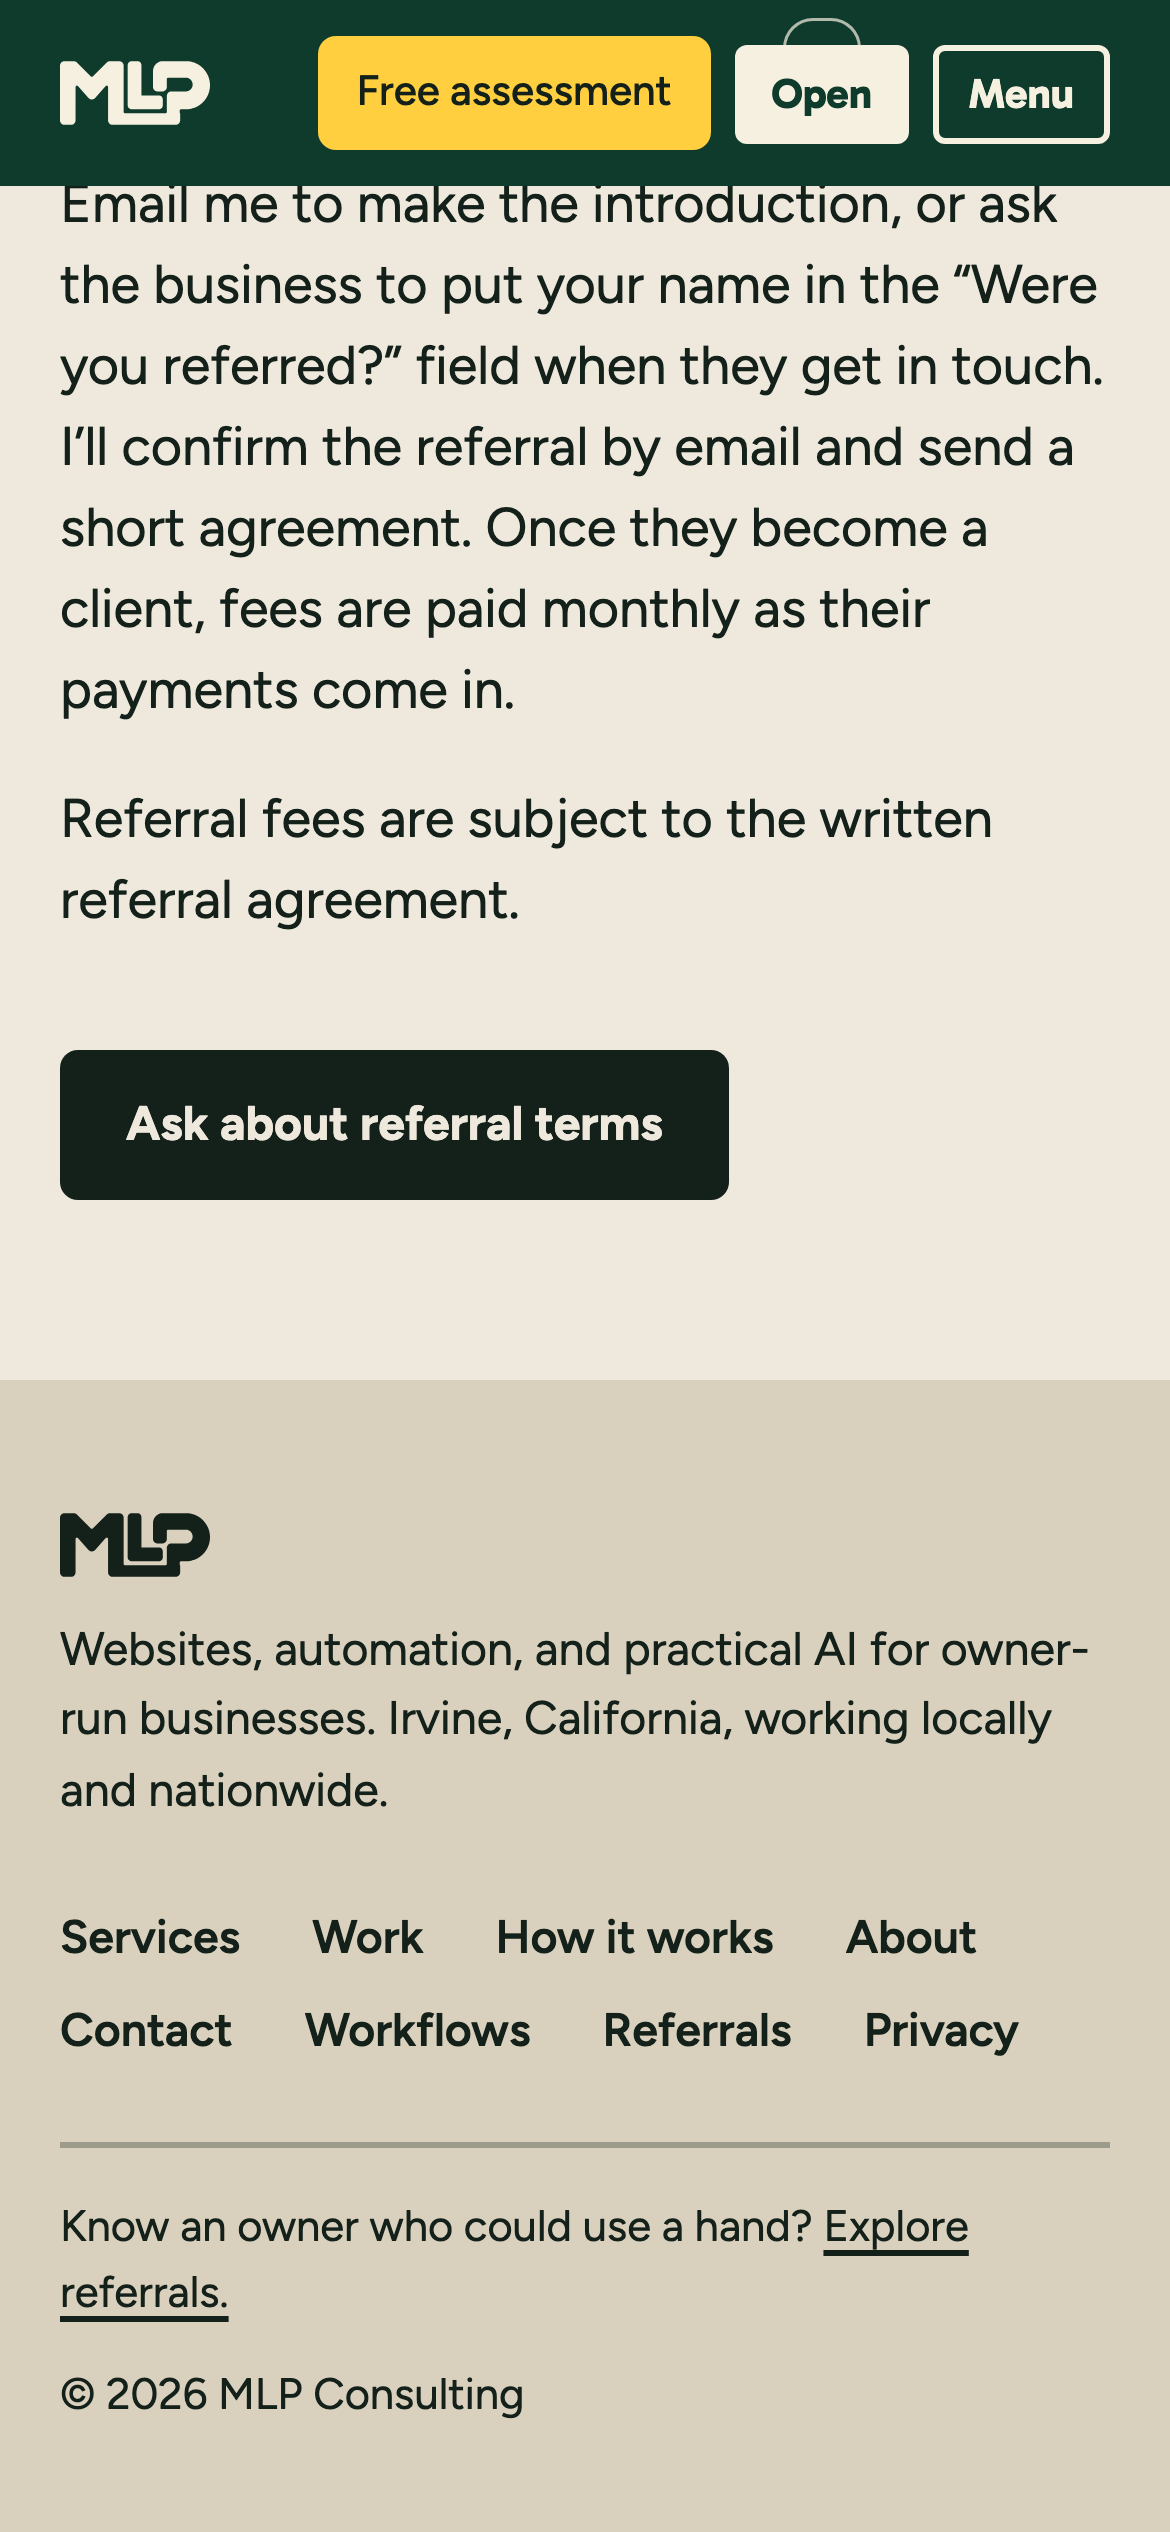 MLP
Free assessment
Open
Menu
Email me to make the introduction, or ask
the business to put your name in the “Were
you referred?” field when they get in touch.
I’ll confirm the referral by email and send a
short agreement. Once they become a
client, fees are paid monthly as their
payments come in.
Referral fees are subject to the written
referral agreement.
Ask about referral terms
MLP
Websites, automation, and practical AI for owner-
run businesses. Irvine, California, working locally
and nationwide.
Services Work How it works About
Contact Workflows Referrals Privacy
Know an owner who could use a hand? Explore
referrals.
© 2026 MLP Consulting